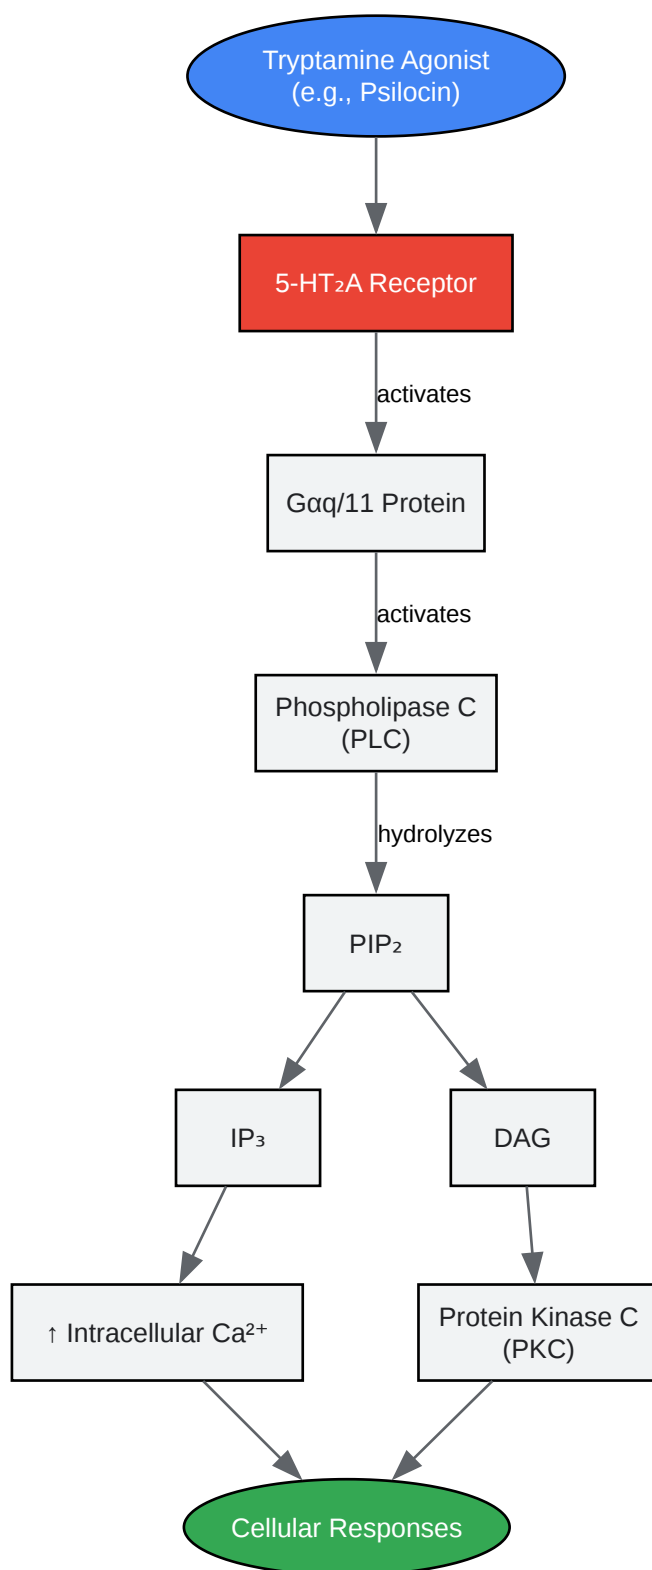 Tryptamine Agonist
(e.g., Psilocin)
5-HT₂A Receptor
activates
Gαq/11 Protein
activates
Phospholipase C
(PLC)
hydrolyzes
PIP₂
IP₃
DAG
↑ Intracellular Ca²⁺
Protein Kinase C
(PKC)
Cellular Responses